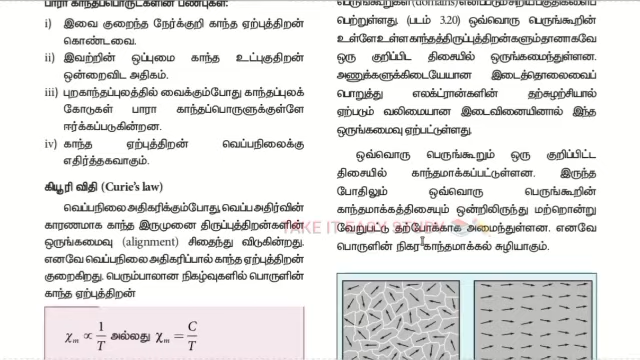 பாரா காந்தப்பொருட்களின் பண்புகள்:
i) இவை குறைந்த நேர்க்குறி காந்த ஏற்புத்திறன்
கொண்டவை.
ii) இவற்றின் ஒப்புமை காந்த உட்புகுதிறன்
ஒன்றைவிட அதிகம்.
iii) புறகாந்தப்புலத்தில் வைக்கும்போது காந்தப்புலக்
கோடுகள் பாரா காந்தப்பொருளுக்குள்ளே
ஈர்க்கப்படுகின்றன.
iv) காந்த ஏற்புத்திறன் வெப்பநிலைக்கு
எதிர்த்தகவாகும்.
கியூரி விதி (Curie's law)
வெப்பநிலை அதிகரிக்கும்போது, வெப்ப அதிர்வின்
காரணமாக காந்த இருமுனை திருப்புத்திறன்களின்
ஒருங்கமைவு (alignment) சிதைந்து விடுகின்றது.
எனவே வெப்பநிலை அதிகரிப்பால் காந்த ஏற்புத்திறன்
குறைகிறது. பெரும்பாலான நிகழ்வுகளில் பொருளின்
காந்த ஏற்புத்திறன்
χm ∝ 1/T அல்லது χm = C/T
பெருங்கூறுகள் (domains) எனப்படும் சிறிய பகுதிகளைப்
பெற்றுள்ளது. (படம் 3.20) ஒவ்வொரு பெருங்கூறின்
உள்ளே உள்ள காந்தத்திருப்புத்திறன்களும் தானாகவே
ஒரு குறிப்பிட்ட திசையில் ஒருங்கமைந்துள்ளன.
அணுக்களுக்கிடையேயான இடைத்தொலைவைப்
பொறுத்து எலக்ட்ரான்களின் தற்சுழற்சியால்
ஏற்படும் வலிமையான இடைவினையினால் இந்த
ஒருங்கமைவு ஏற்பட்டுள்ளது.
ஒவ்வொரு பெருங்கூறும் ஒரு குறிப்பிட்ட
திசையில் காந்தமாக்கப்பட்டுள்ளன. இருந்த
போதிலும் ஒவ்வொரு பெருங்கூறின்
காந்தமாக்கத்திசையும் ஒன்றிலிருந்து மற்றொன்று
வேறுபட்டு தற்போக்காக அமைந்துள்ளன. எனவே
பொருளின் நிகர காந்தமாக்கல் சுழியாகும்.
TAKE IT EASY STUDY